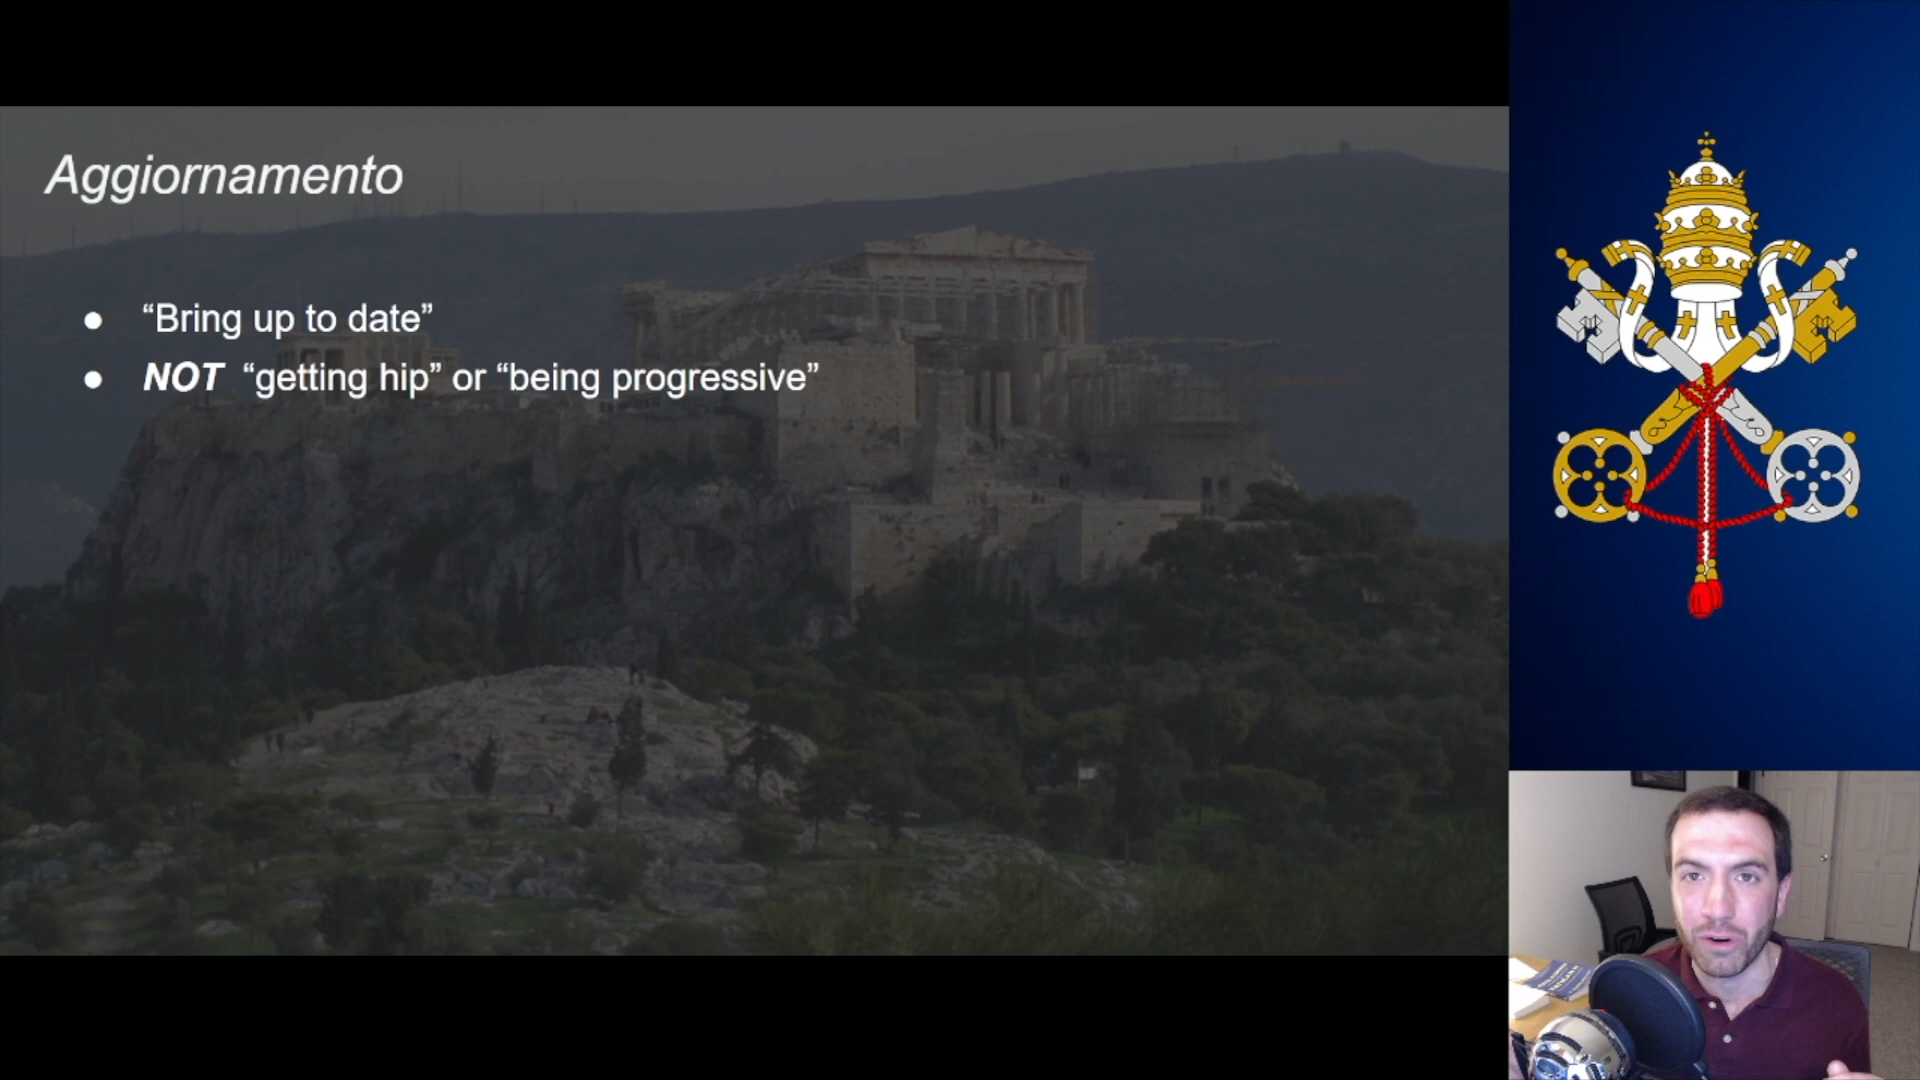 Aggiornamento
● “Bring up to date”
● NOT “getting hip” or “being progressive”